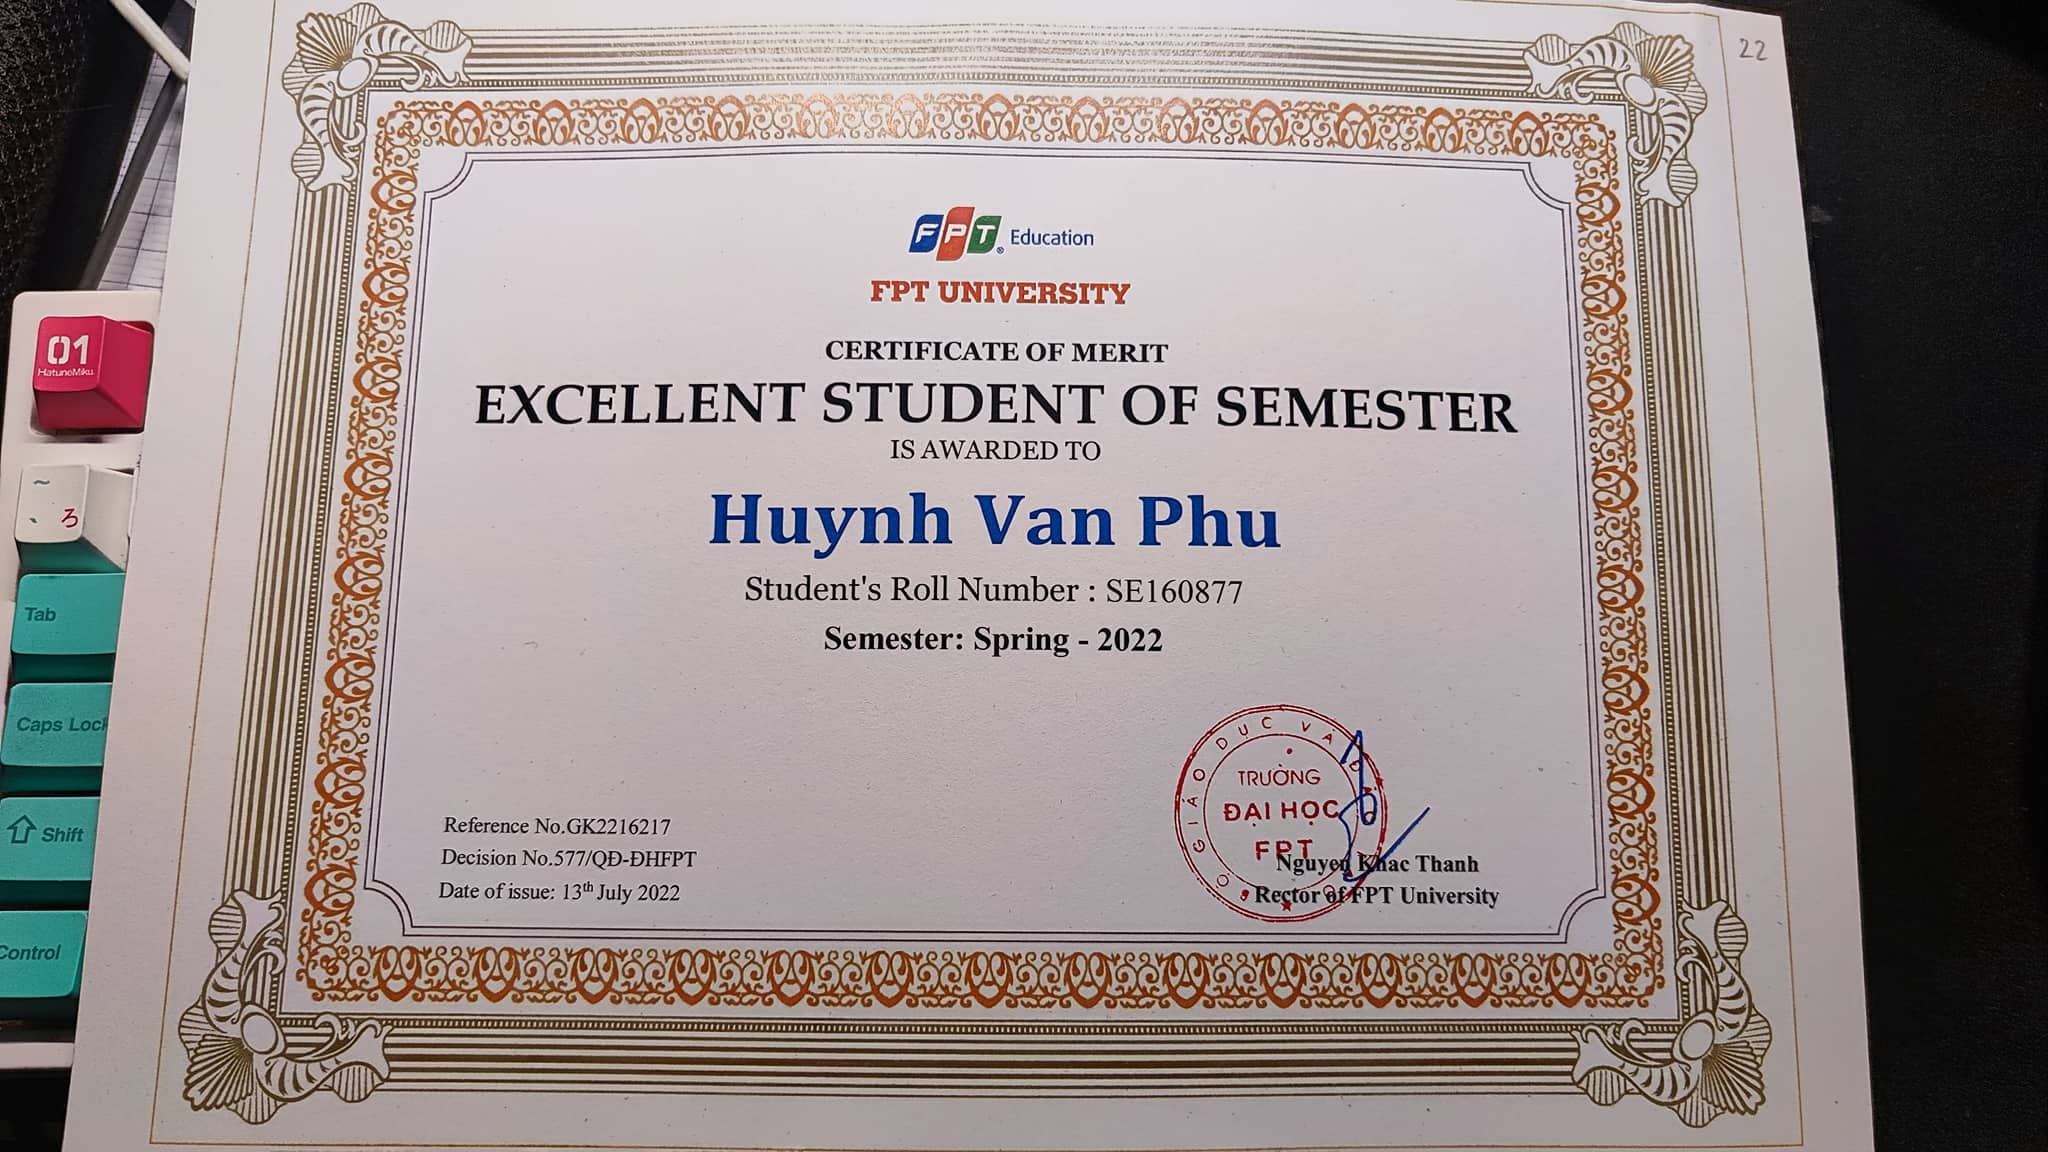 22
FPT Education
FPT UNIVERSITY
CERTIFICATE OF MERIT
EXCELLENT STUDENT OF SEMESTER
IS AWARDED TO
Huynh Van Phu
Student's Roll Number : SE160877
Semester: Spring - 2022
Reference No.GK2216217
Decision No.577/QĐ-ĐHFPT
Date of issue: 13th July 2022
GIÁO DỤC VÀ
TRƯỜNG
ĐẠI HỌC
FPT
Nguyen Khac Thanh
Rector of FPT University
01
HatuneMiku
~
ろ
Tab
Caps Lock
Shift
Control